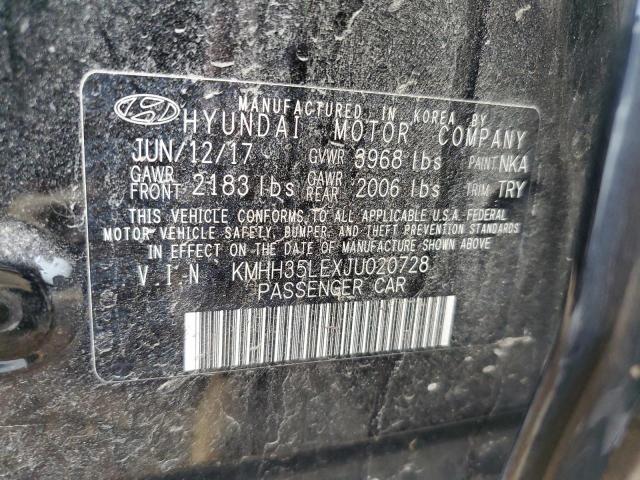 MANUFACTURED IN KOREA BY
HYUNDAI MOTOR COMPANY
JUN/12/17 GVWR 3968 lbs PAINT NKA
GAWR FRONT 2183 lbs GAWR REAR 2006 lbs TRIM TRY
THIS VEHICLE CONFORMS TO ALL APPLICABLE U.S.A. FEDERAL
MOTOR VEHICLE SAFETY, BUMPER, AND THEFT PREVENTION STANDARDS
IN EFFECT ON THE DATE OF MANUFACTURE SHOWN ABOVE.
V.I.N KMHH35LEXJU020728
PASSENGER CAR